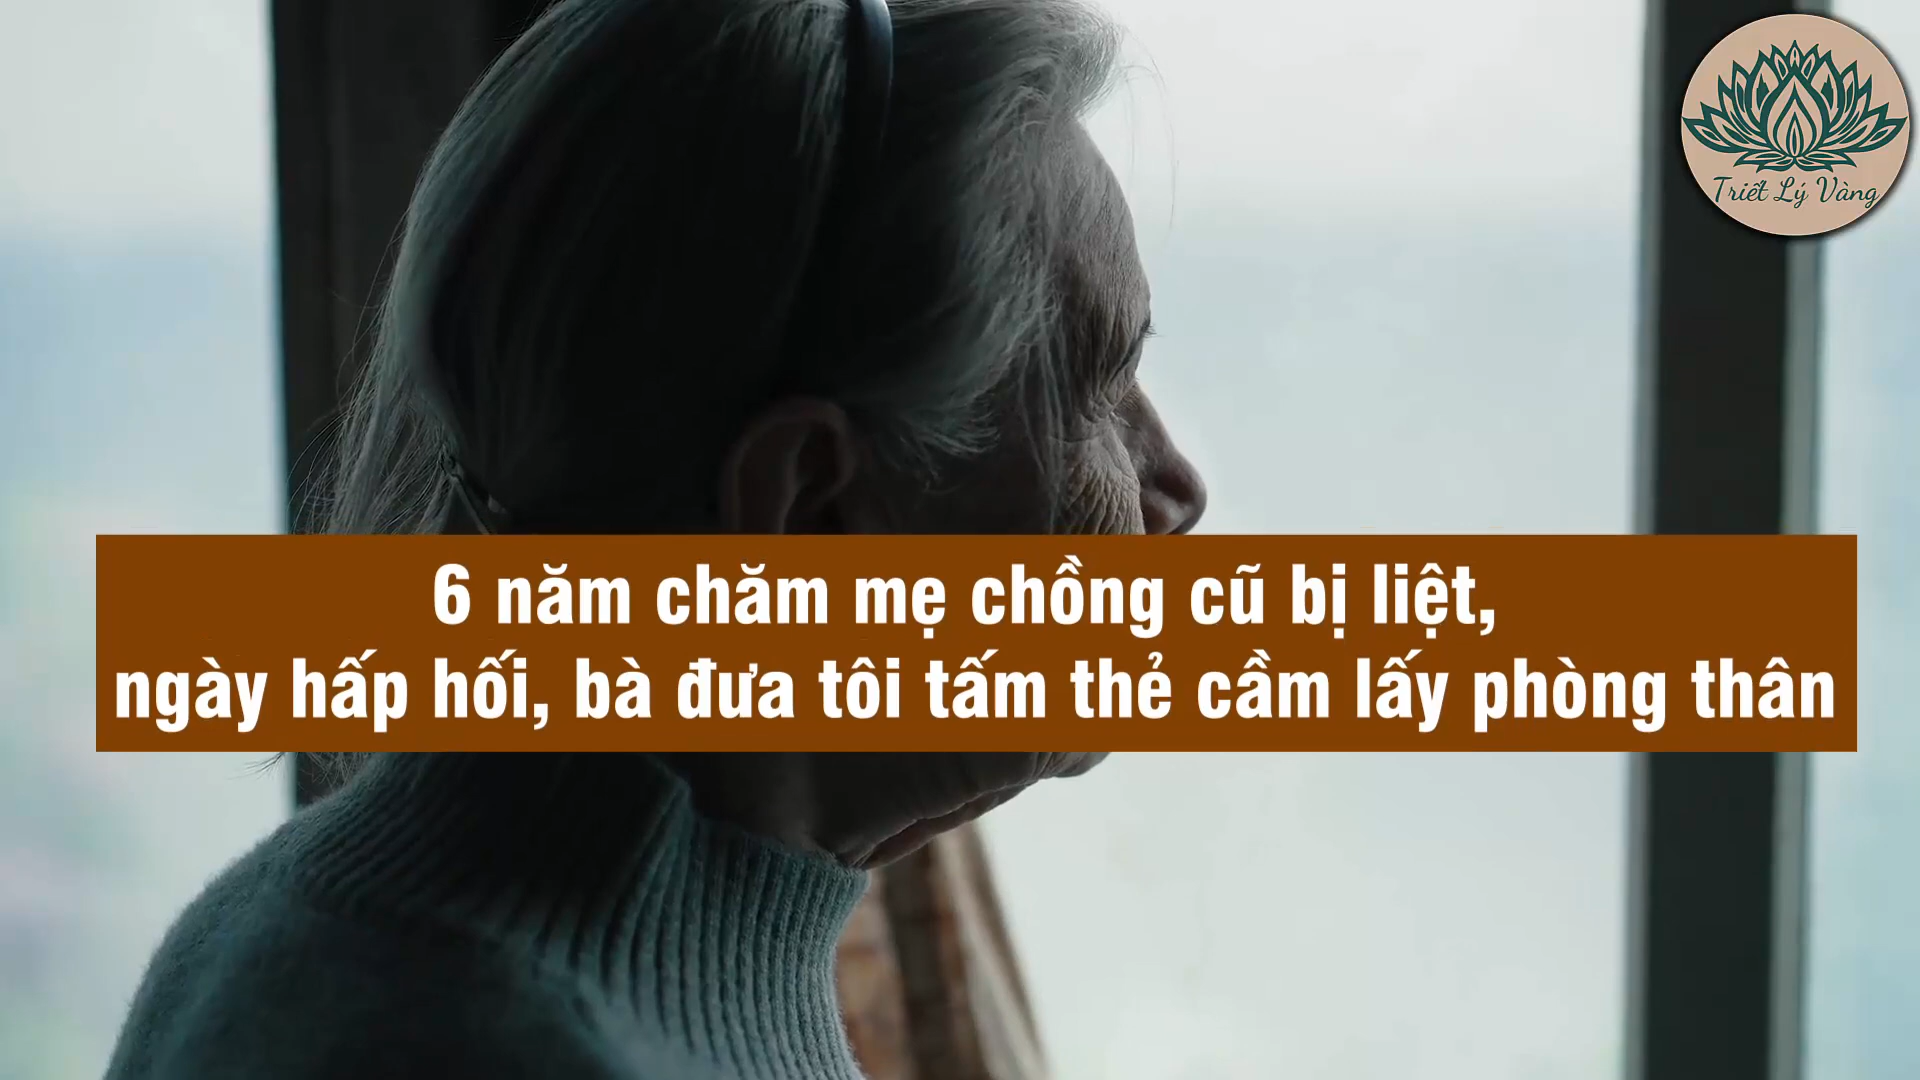 Triết Lý Vàng
6 năm chăm mẹ chồng cũ bị liệt,
ngày hấp hối, bà đưa tôi tấm thẻ cầm lấy phòng thân